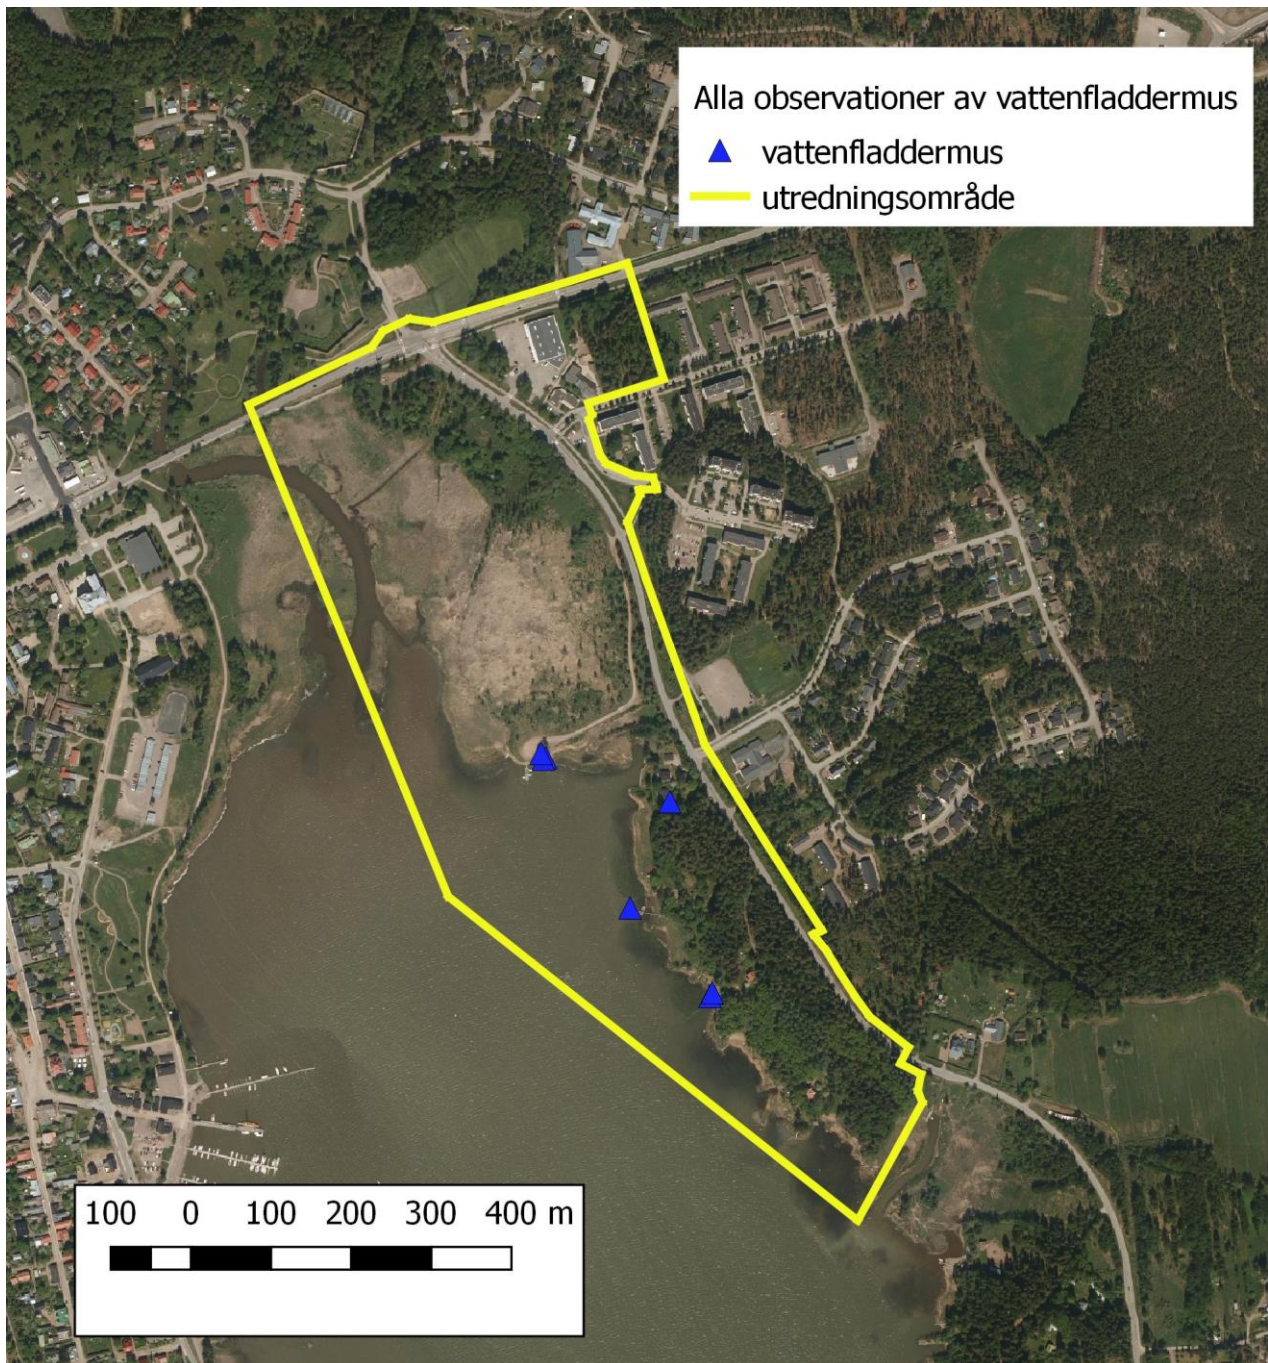 Alla observationer av vattenfladdermus
vattenfladdermus
utredningsområde
100 0 100 200 300 400 m